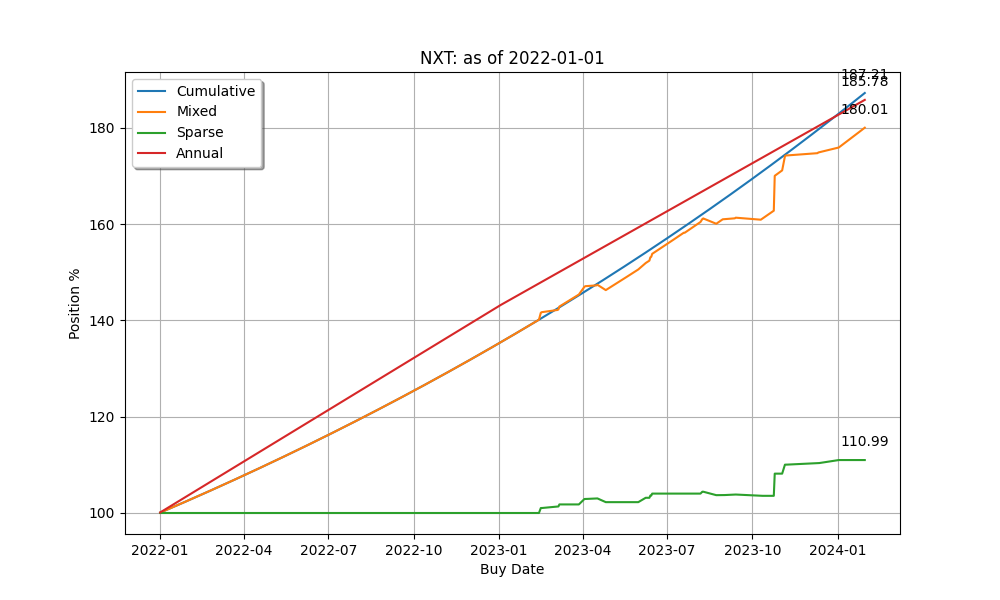 NXT: as of 2022-01-01
187.21
185.78
180.01
110.99
Cumulative
Mixed
Sparse
Annual
Position %
180
160
140
120
100
2022-01 2022-04 2022-07 2022-10 2023-01 2023-04 2023-07 2023-10 2024-01
Buy Date